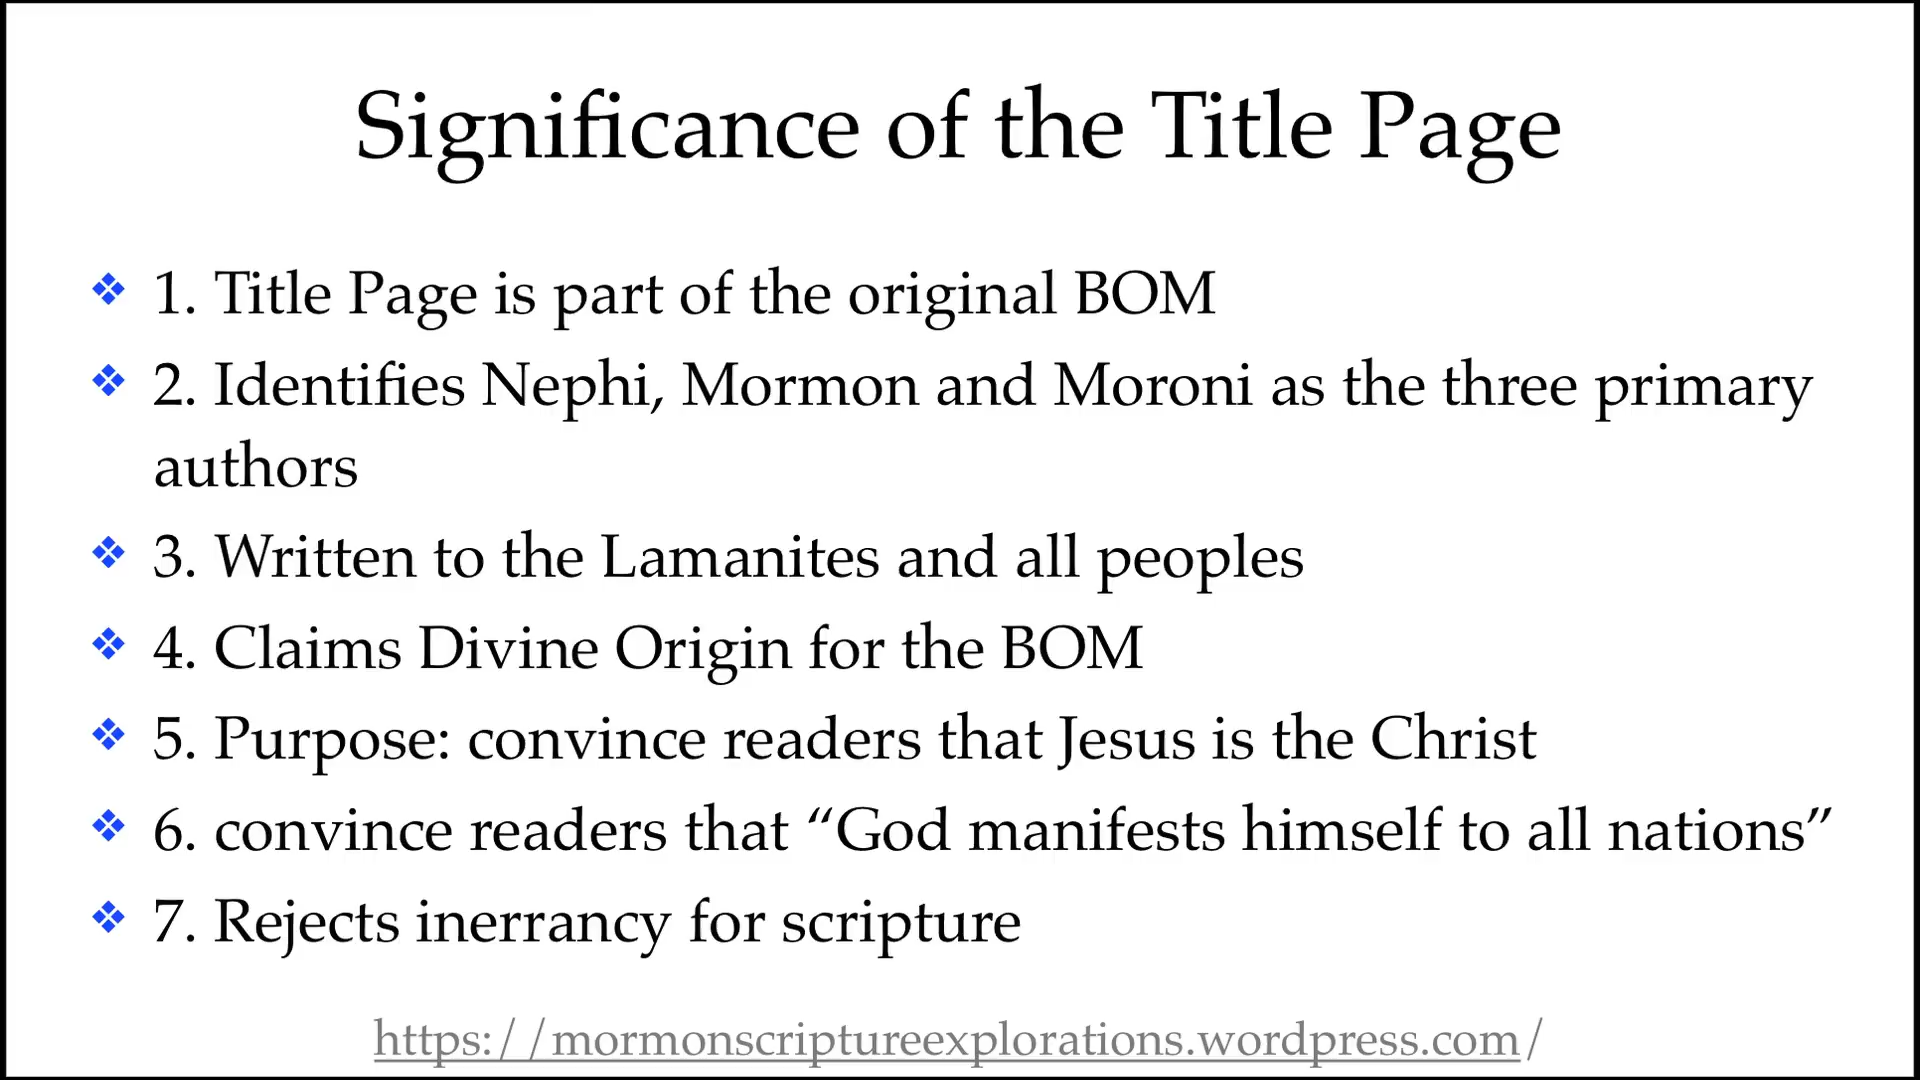 Significance of the Title Page
❖ 1. Title Page is part of the original BOM
❖ 2. Identifies Nephi, Mormon and Moroni as the three primary
authors
❖ 3. Written to the Lamanites and all peoples
❖ 4. Claims Divine Origin for the BOM
❖ 5. Purpose: convince readers that Jesus is the Christ
❖ 6. convince readers that “God manifests himself to all nations”
❖ 7. Rejects inerrancy for scripture
https://mormonscriptureexplorations.wordpress.com/